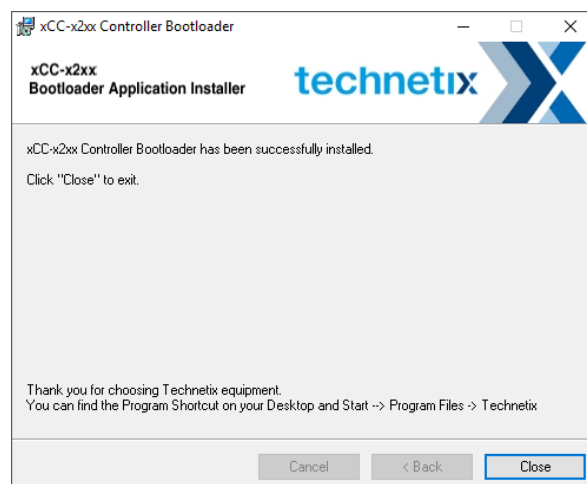 xCC-x2xx Controller Bootloader
xCC-x2xx
Bootloader Application Installer
technetix
xCC-x2xx Controller Bootloader has been successfully installed.
Click "Close" to exit.
Thank you for choosing Technetix equipment.
You can find the Program Shortcut on your Desktop and Start --> Program Files -> Technetix
Cancel
< Back
Close